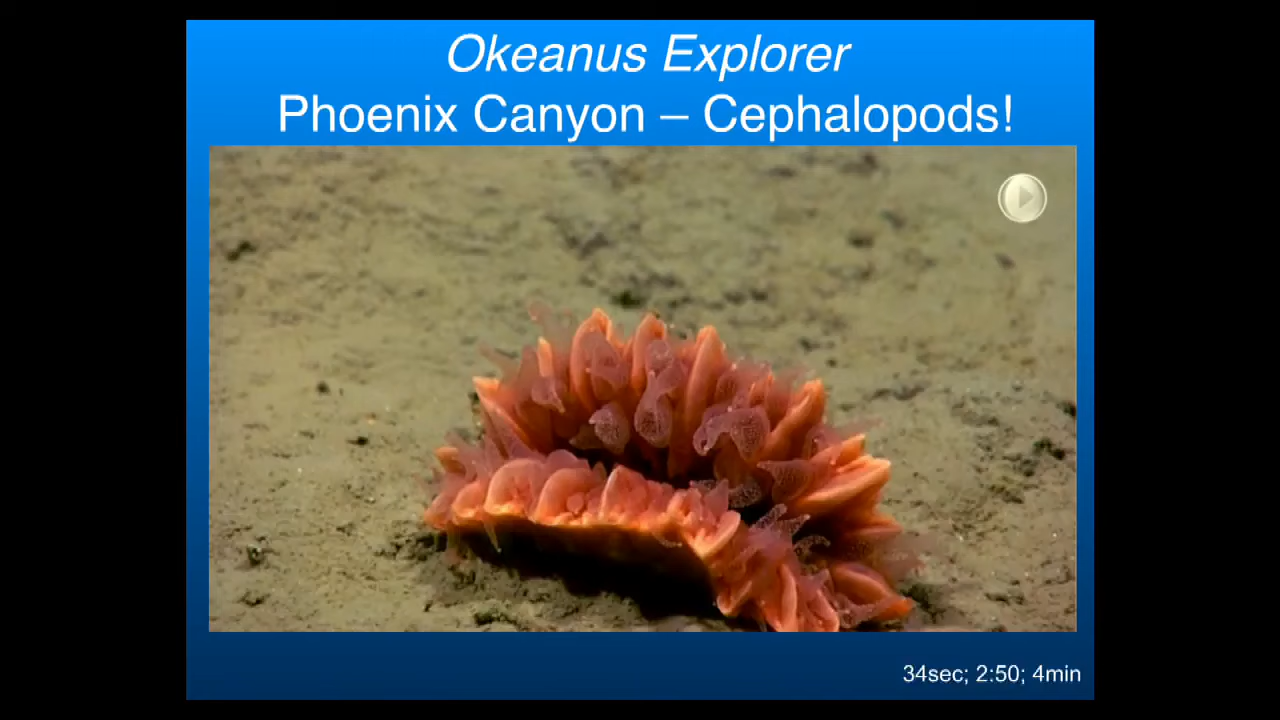 Okeanus Explorer
Phoenix Canyon – Cephalopods!
34sec; 2:50; 4min